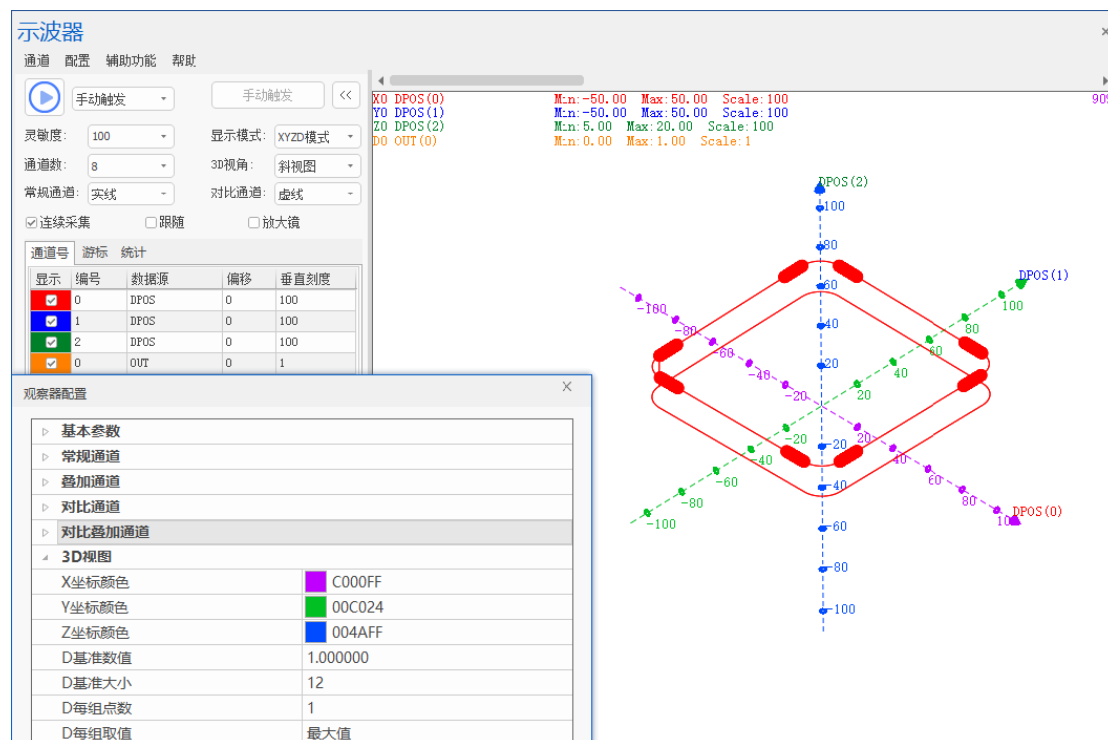 示波器
通道 配置 辅助功能 帮助
手动触发 手动触发 <<
灵敏度: 100 显示模式: XYZD模式
通道数: 8 3D视角: 斜视图
常规通道: 实线 对比通道: 虚线
连续采集 跟随 放大镜
通道号 游标 统计
显示 编号 数据源 偏移 垂直刻度
0 DPOS 0 100
1 DPOS 0 100
2 DPOS 0 100
0 OUT 0 1
X0 DPOS(0) Min:-50.00 Max:50.00 Scale:100
Y0 DPOS(1) Min:-50.00 Max:50.00 Scale:100
Z0 DPOS(2) Min:5.00 Max:20.00 Scale:100
D0 OUT(0) Min:0.00 Max:1.00 Scale:1
DPOS(2)
100
80
60
40
20
-20
-40
-60
-80
-100
DPOS(1)
100
80
60
40
20
-20
-40
-60
-80
-100
-100
-80
-60
-40
-20
20
40
60
80
DPOS(0)
观察器配置
基本参数
常规通道
叠加通道
对比通道
对比叠加通道
3D视图
X坐标颜色 C000FF
Y坐标颜色 00C024
Z坐标颜色 004AFF
D基准数值 1.000000
D基准大小 12
D每组点数 1
D每组取值 最大值